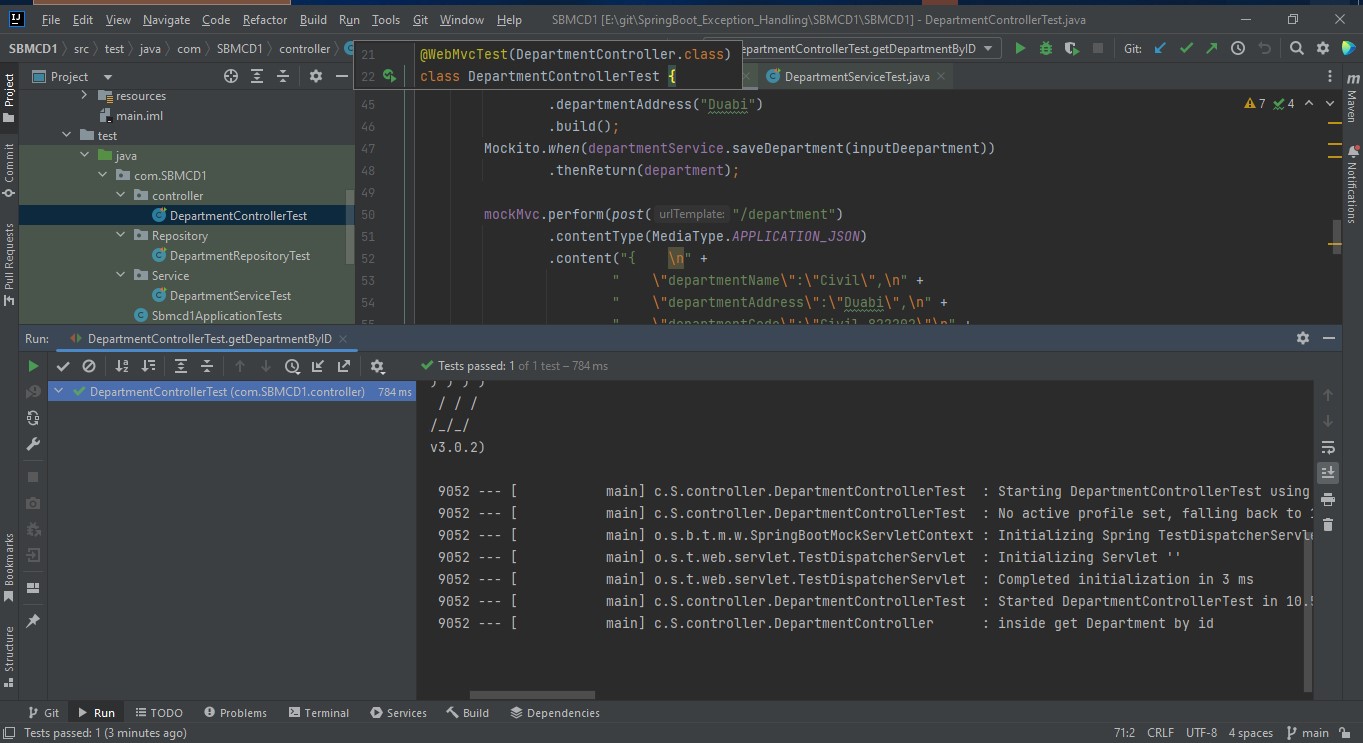 File Edit View Navigate Code Refactor Build Run Tools Git Window Help SBMCD1 [E:\git\SpringBoot_Exception_Handling\SBMCD1\SBMCD1] - DepartmentControllerTest.java
SBMCD1 src test java com SBMCD1 controller epartmentControllerTest.getDepartmentByID Git:
Project
21 @WebMvcTest(DepartmentController.class)
22 class DepartmentControllerTest {
DepartmentServiceTest.java
resources
main.iml
test
java
com.SBMCD1
controller
DepartmentControllerTest
Repository
DepartmentRepositoryTest
Service
DepartmentServiceTest
Sbmcd1ApplicationTests
7 4
45 .departmentAddress("Duabi")
46 .build();
47 Mockito.when(departmentService.saveDepartment(inputDeepartment))
48 .thenReturn(department);
49
50 mockMvc.perform(post( urlTemplate: "/department")
51 .contentType(MediaType.APPLICATION_JSON)
52 .content("{    \n" +
53 "    \"departmentName\":\"Civil\",\n" +
54 "    \"departmentAddress\":\"Duabi\",\n" +
Project
Commit
Pull Requests
Bookmarks
Structure
Maven
Notifications
Run: DepartmentControllerTest.getDepartmentByID
Tests passed: 1 of 1 test – 784 ms
DepartmentControllerTest (com.SBMCD1.controller) 784 ms
) ) ) )
/ / /
/_/_/
v3.0.2)
9052 --- [           main] c.S.controller.DepartmentControllerTest  : Starting DepartmentControllerTest using
9052 --- [           main] c.S.controller.DepartmentControllerTest  : No active profile set, falling back to 1
9052 --- [           main] o.s.b.t.m.w.SpringBootMockServletContext : Initializing Spring TestDispatcherServle
9052 --- [           main] o.s.t.web.servlet.TestDispatcherServlet  : Initializing Servlet ''
9052 --- [           main] o.s.t.web.servlet.TestDispatcherServlet  : Completed initialization in 3 ms
9052 --- [           main] c.S.controller.DepartmentControllerTest  : Started DepartmentControllerTest in 10.5
9052 --- [           main] c.S.controller.DepartmentController      : inside get Department by id
Git Run TODO Problems Terminal Services Build Dependencies
Tests passed: 1 (3 minutes ago) 71:2 CRLF UTF-8 4 spaces main